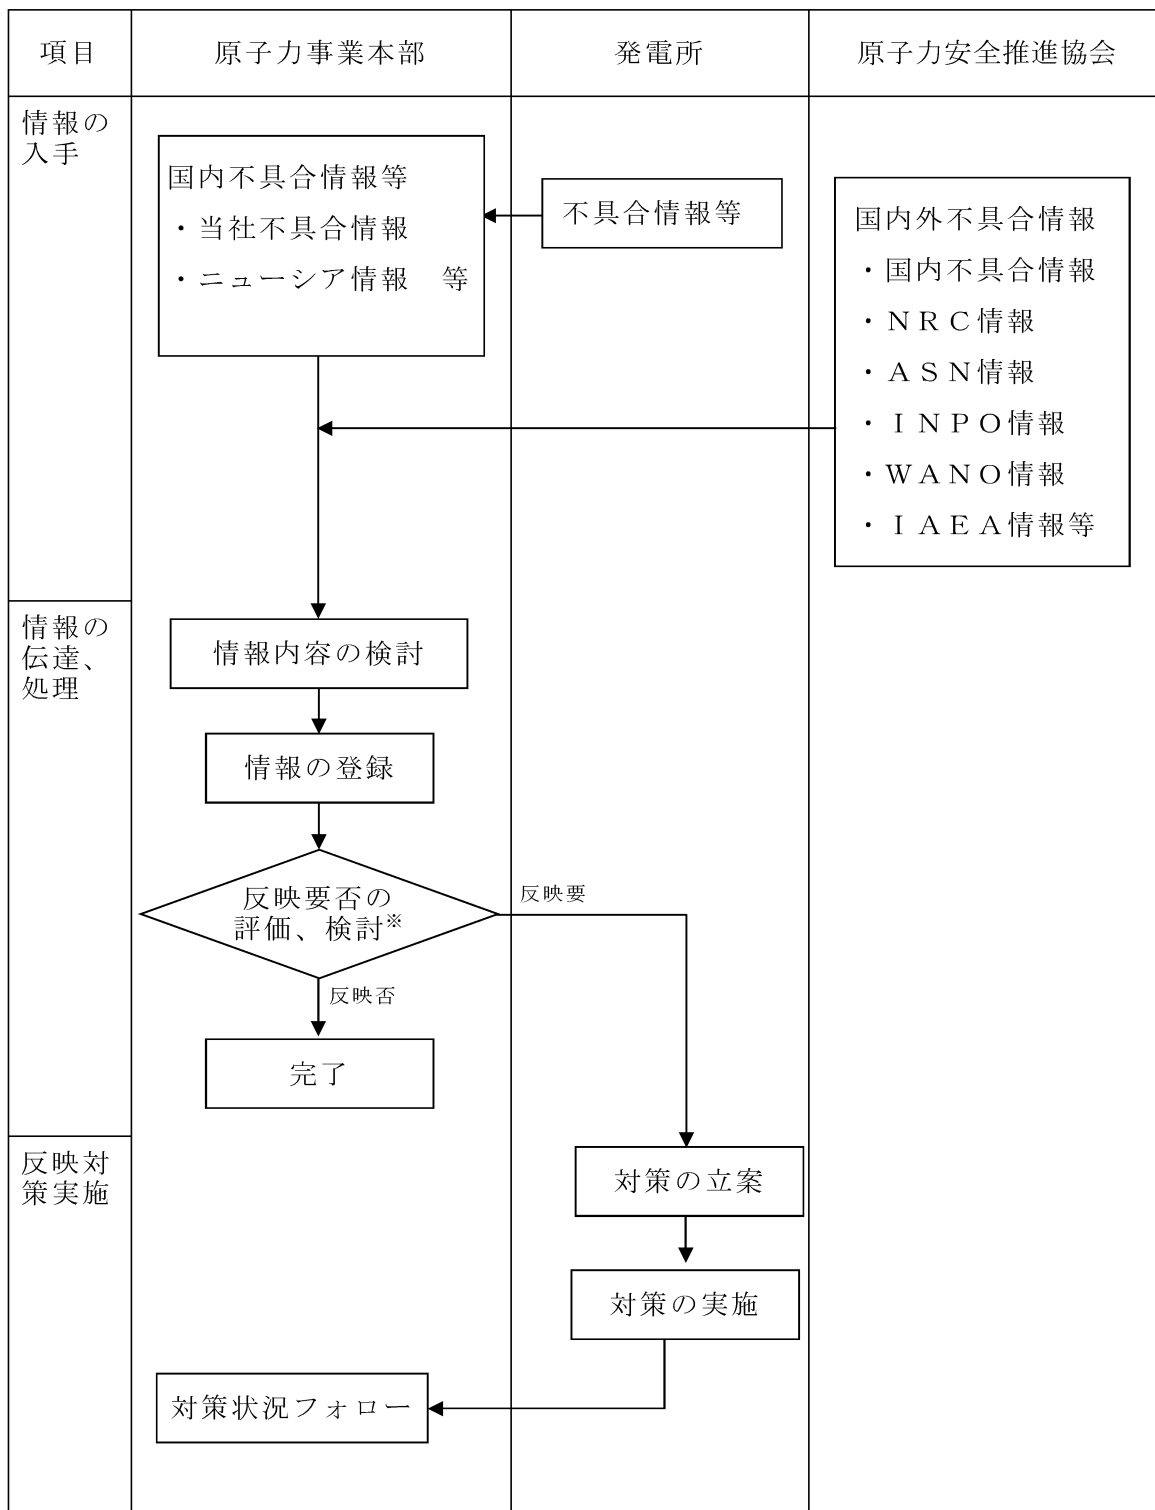 項目
原子力事業本部
発電所
原子力安全推進協会
情報の
入手
国内不具合情報等
・当社不具合情報
・ニューシア情報　等
不具合情報等
国内外不具合情報
・国内不具合情報
・ＮＲＣ情報
・ＡＳＮ情報
・ＩＮＰＯ情報
・ＷＡＮＯ情報
・ＩＡＥＡ情報等
情報の
伝達、
処理
情報内容の検討
情報の登録
反映要否の
評価、検討※
反映要
反映否
完了
反映対
策実施
対策の立案
対策の実施
対策状況フォロー